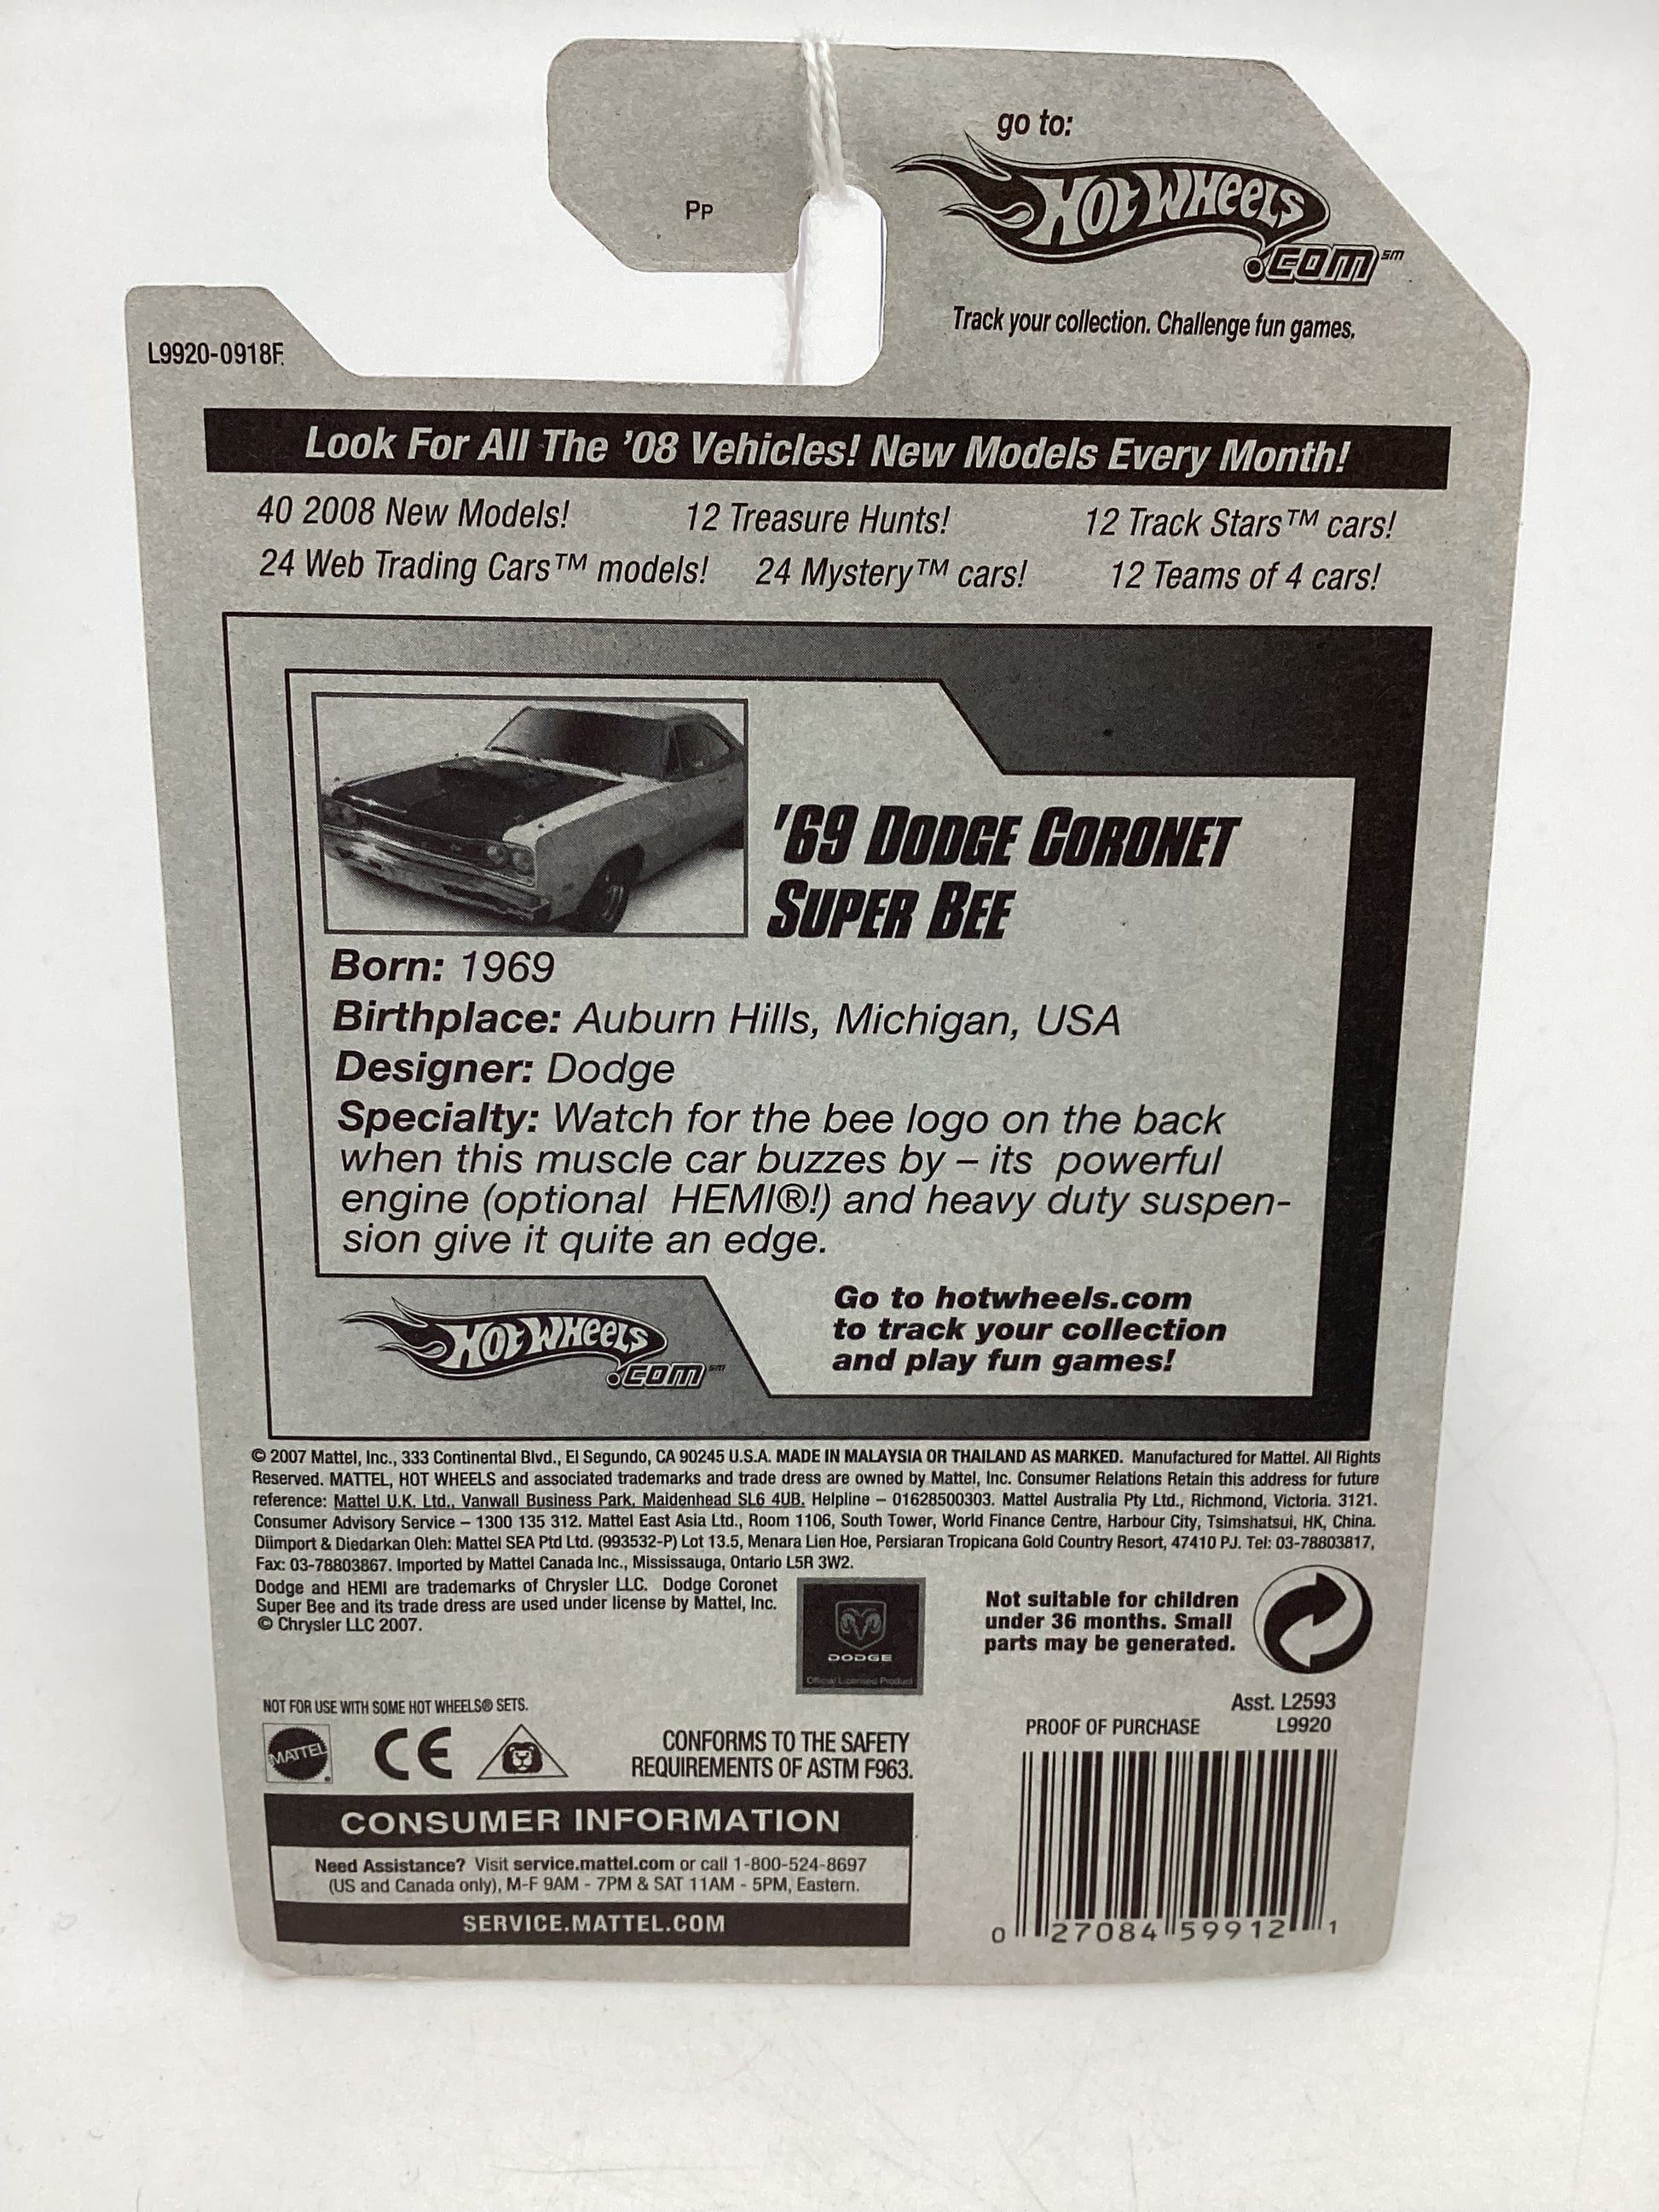 go to:
Hot Wheels
.com℠
Pp
Track your collection. Challenge fun games.
L9920-0918F
Look For All The '08 Vehicles! New Models Every Month!
40 2008 New Models! 12 Treasure Hunts! 12 Track Stars™ cars!
24 Web Trading Cars™ models! 24 Mystery™ cars! 12 Teams of 4 cars!
'69 Dodge Coronet
Super Bee
Born: 1969
Birthplace: Auburn Hills, Michigan, USA
Designer: Dodge
Specialty: Watch for the bee logo on the back
when this muscle car buzzes by – its powerful
engine (optional HEMI®!) and heavy duty suspen-
sion give it quite an edge.
Hot Wheels
.com℠
Go to hotwheels.com
to track your collection
and play fun games!
© 2007 Mattel, Inc., 333 Continental Blvd., El Segundo, CA 90245 U.S.A. MADE IN MALAYSIA OR THAILAND AS MARKED. Manufactured for Mattel. All Rights
Reserved. MATTEL, HOT WHEELS and associated trademarks and trade dress are owned by Mattel, Inc. Consumer Relations Retain this address for future
reference: Mattel U.K. Ltd., Vanwall Business Park, Maidenhead SL6 4UB. Helpline – 01628500303. Mattel Australia Pty Ltd., Richmond, Victoria. 3121.
Consumer Advisory Service – 1300 135 312. Mattel East Asia Ltd., Room 1106, South Tower, World Finance Centre, Harbour City, Tsimshatsui, HK, China.
Diimport & Diedarkan Oleh: Mattel SEA Ptd Ltd. (993532-P) Lot 13.5, Menara Lien Hoe, Persiaran Tropicana Gold Country Resort, 47410 PJ. Tel: 03-78803817,
Fax: 03-78803867. Imported by Mattel Canada Inc., Mississauga, Ontario L5R 3W2.
Dodge and HEMI are trademarks of Chrysler LLC. Dodge Coronet
Super Bee and its trade dress are used under license by Mattel, Inc.
© Chrysler LLC 2007.
DODGE
Official Licensed Product
Not suitable for children
under 36 months. Small
parts may be generated.
NOT FOR USE WITH SOME HOT WHEELS® SETS.
MATTEL
CE
CONFORMS TO THE SAFETY
REQUIREMENTS OF ASTM F963.
Asst. L2593
PROOF OF PURCHASE L9920
CONSUMER INFORMATION
Need Assistance? Visit service.mattel.com or call 1-800-524-8697
(US and Canada only), M-F 9AM - 7PM & SAT 11AM - 5PM, Eastern.
SERVICE.MATTEL.COM
0 27084 59912 1